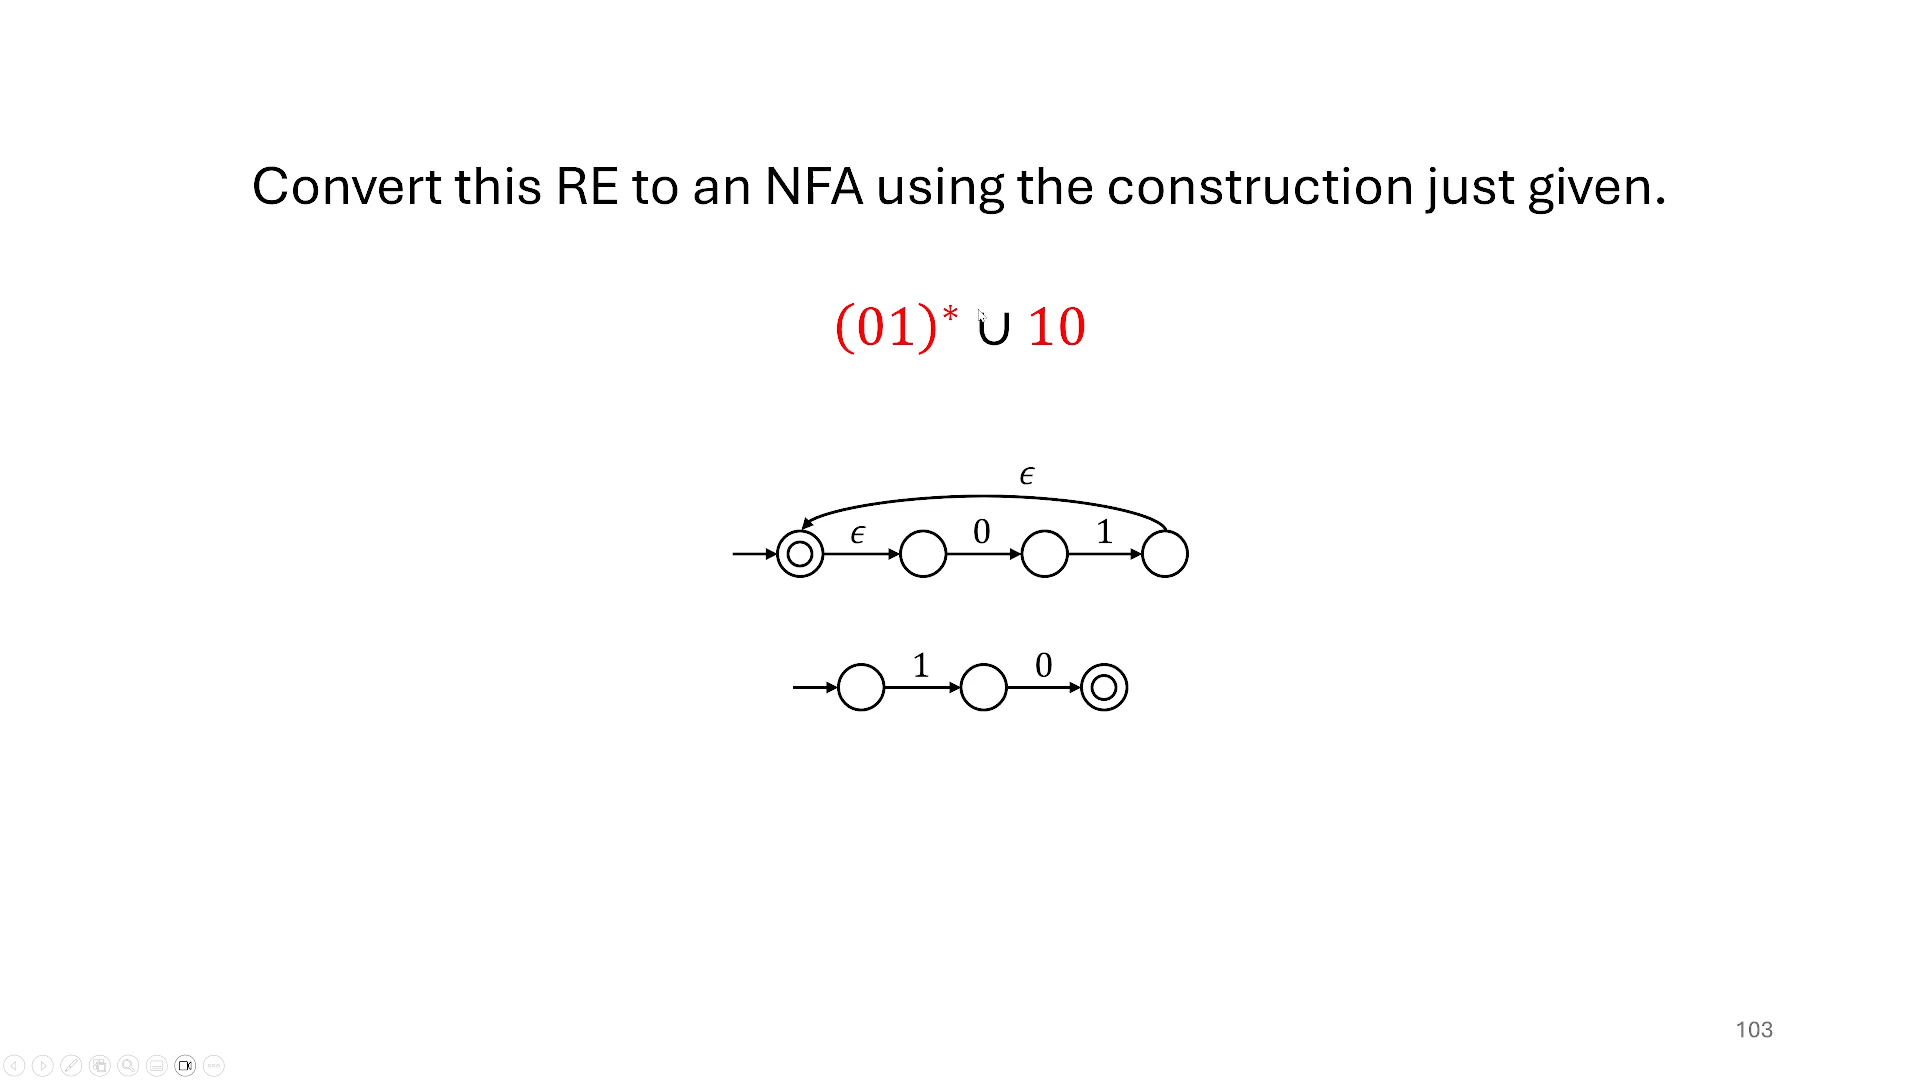 Convert this RE to an NFA using the construction just given.
(01)* ∪ 10
ϵ
ϵ 0 1
1 0
103